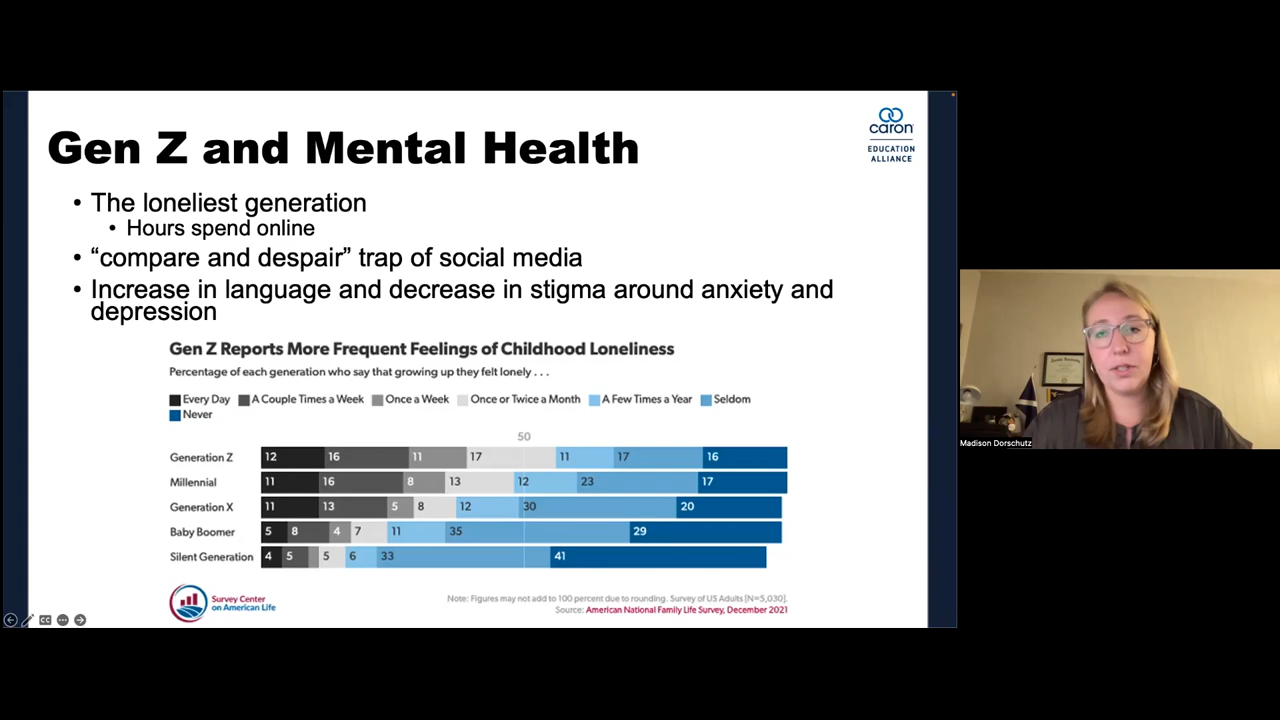 Gen Z and Mental Health
caron
EDUCATION
ALLIANCE
• The loneliest generation
• Hours spend online
• “compare and despair” trap of social media
• Increase in language and decrease in stigma around anxiety and
depression
Gen Z Reports More Frequent Feelings of Childhood Loneliness
Percentage of each generation who say that growing up they felt lonely . . .
Every Day A Couple Times a Week Once a Week Once or Twice a Month A Few Times a Year Seldom
Never
50
Generation Z 12 16 11 17 11 17 16
Millennial 11 16 8 13 12 23 17
Generation X 11 13 5 8 12 30 20
Baby Boomer 5 8 4 7 11 35 29
Silent Generation 4 5 5 6 33 41
Survey Center
on American Life
Note: Figures may not add to 100 percent due to rounding. Survey of US Adults [N=5,030].
Source: American National Family Life Survey, December 2021
CC
Madison Dorschutz